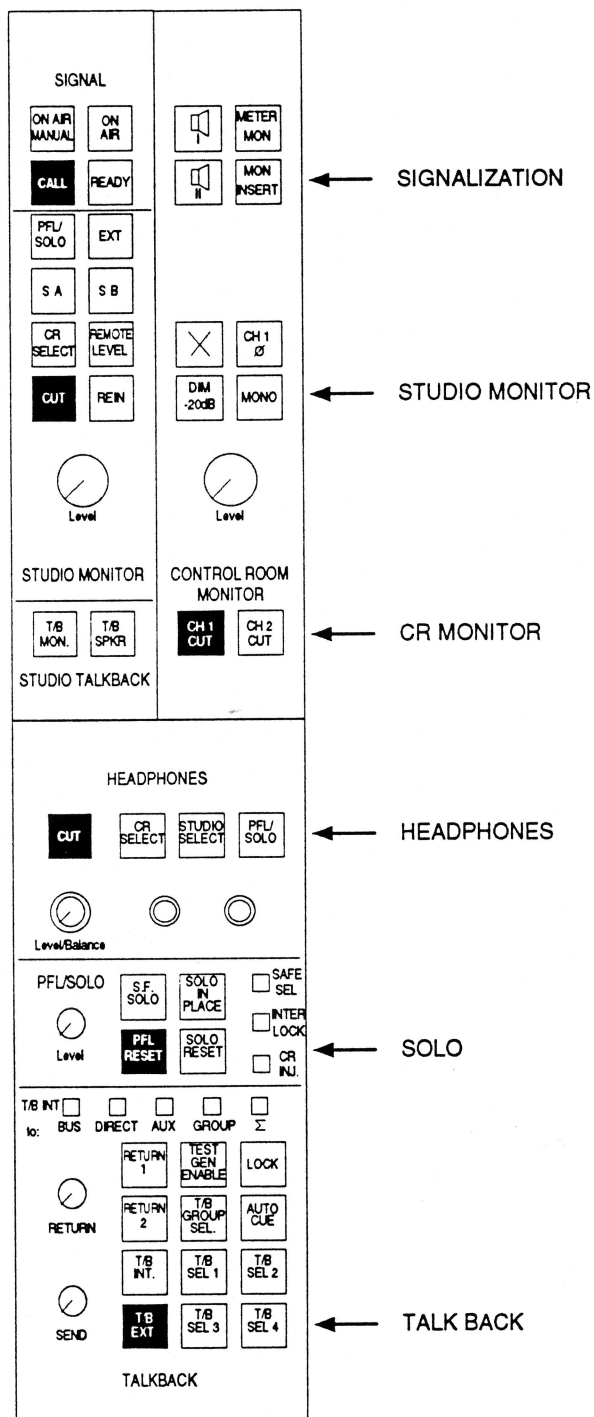 SIGNAL
ON AIR
MANUAL
ON
AIR
I
METER
MON
CALL
READY
II
MON
INSERT
SIGNALIZATION
PFL/
SOLO
EXT
S A
S B
CR
SELECT
REMOTE
LEVEL
CH 1
Ø
CUT
REIN
DIM
-20dB
MONO
STUDIO MONITOR
Level
Level
STUDIO MONITOR
CONTROL ROOM
MONITOR
T/B
MON.
T/B
SPKR
CH 1
CUT
CH 2
CUT
CR MONITOR
STUDIO TALKBACK
HEADPHONES
CUT
CR
SELECT
STUDIO
SELECT
PFL/
SOLO
HEADPHONES
Level/Balance
PFL/SOLO
Level
S.F.
SOLO
SOLO
IN
PLACE
SAFE
SEL
INTER
LOCK
PFL
RESET
SOLO
RESET
CR
INJ.
SOLO
T/B INT
to:
BUS
DIRECT
AUX
GROUP
Σ
RETURN
1
TEST
GEN
ENABLE
LOCK
RETURN
RETURN
2
T/B
GROUP
SEL.
AUTO
CUE
T/B
INT.
T/B
SEL 1
T/B
SEL 2
SEND
T/B
EXT
T/B
SEL 3
T/B
SEL 4
TALK BACK
TALKBACK